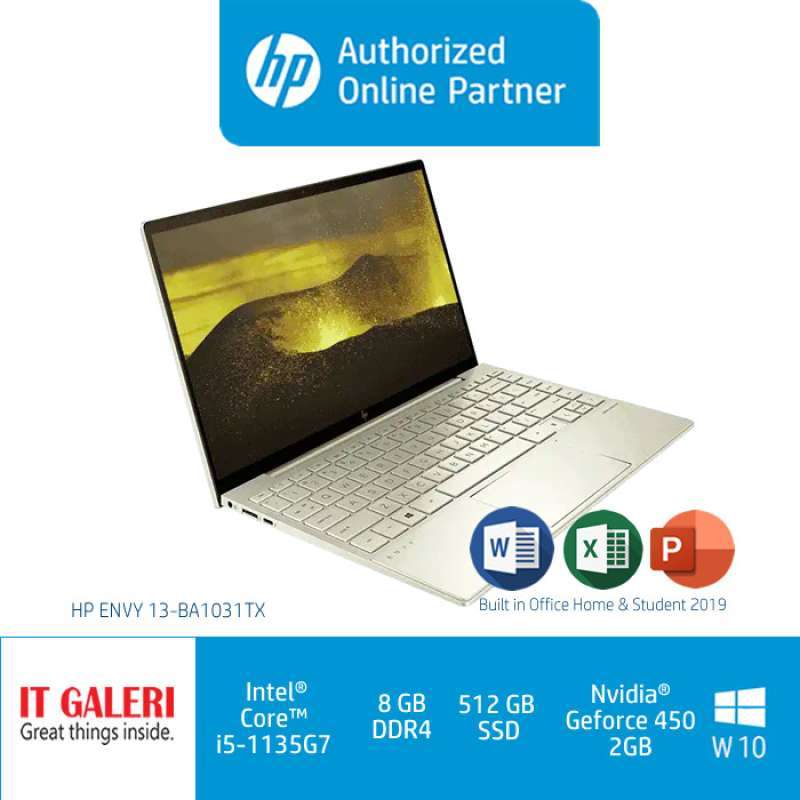 hp
Authorized
Online Partner
HP ENVY 13-BA1031TX
W
X
P
Built in Office Home & Student 2019
IT GALERI
Great things inside.
Intel®
Core™
i5-1135G7
8 GB
DDR4
512 GB
SSD
Nvidia®
Geforce 450
2GB
W 10